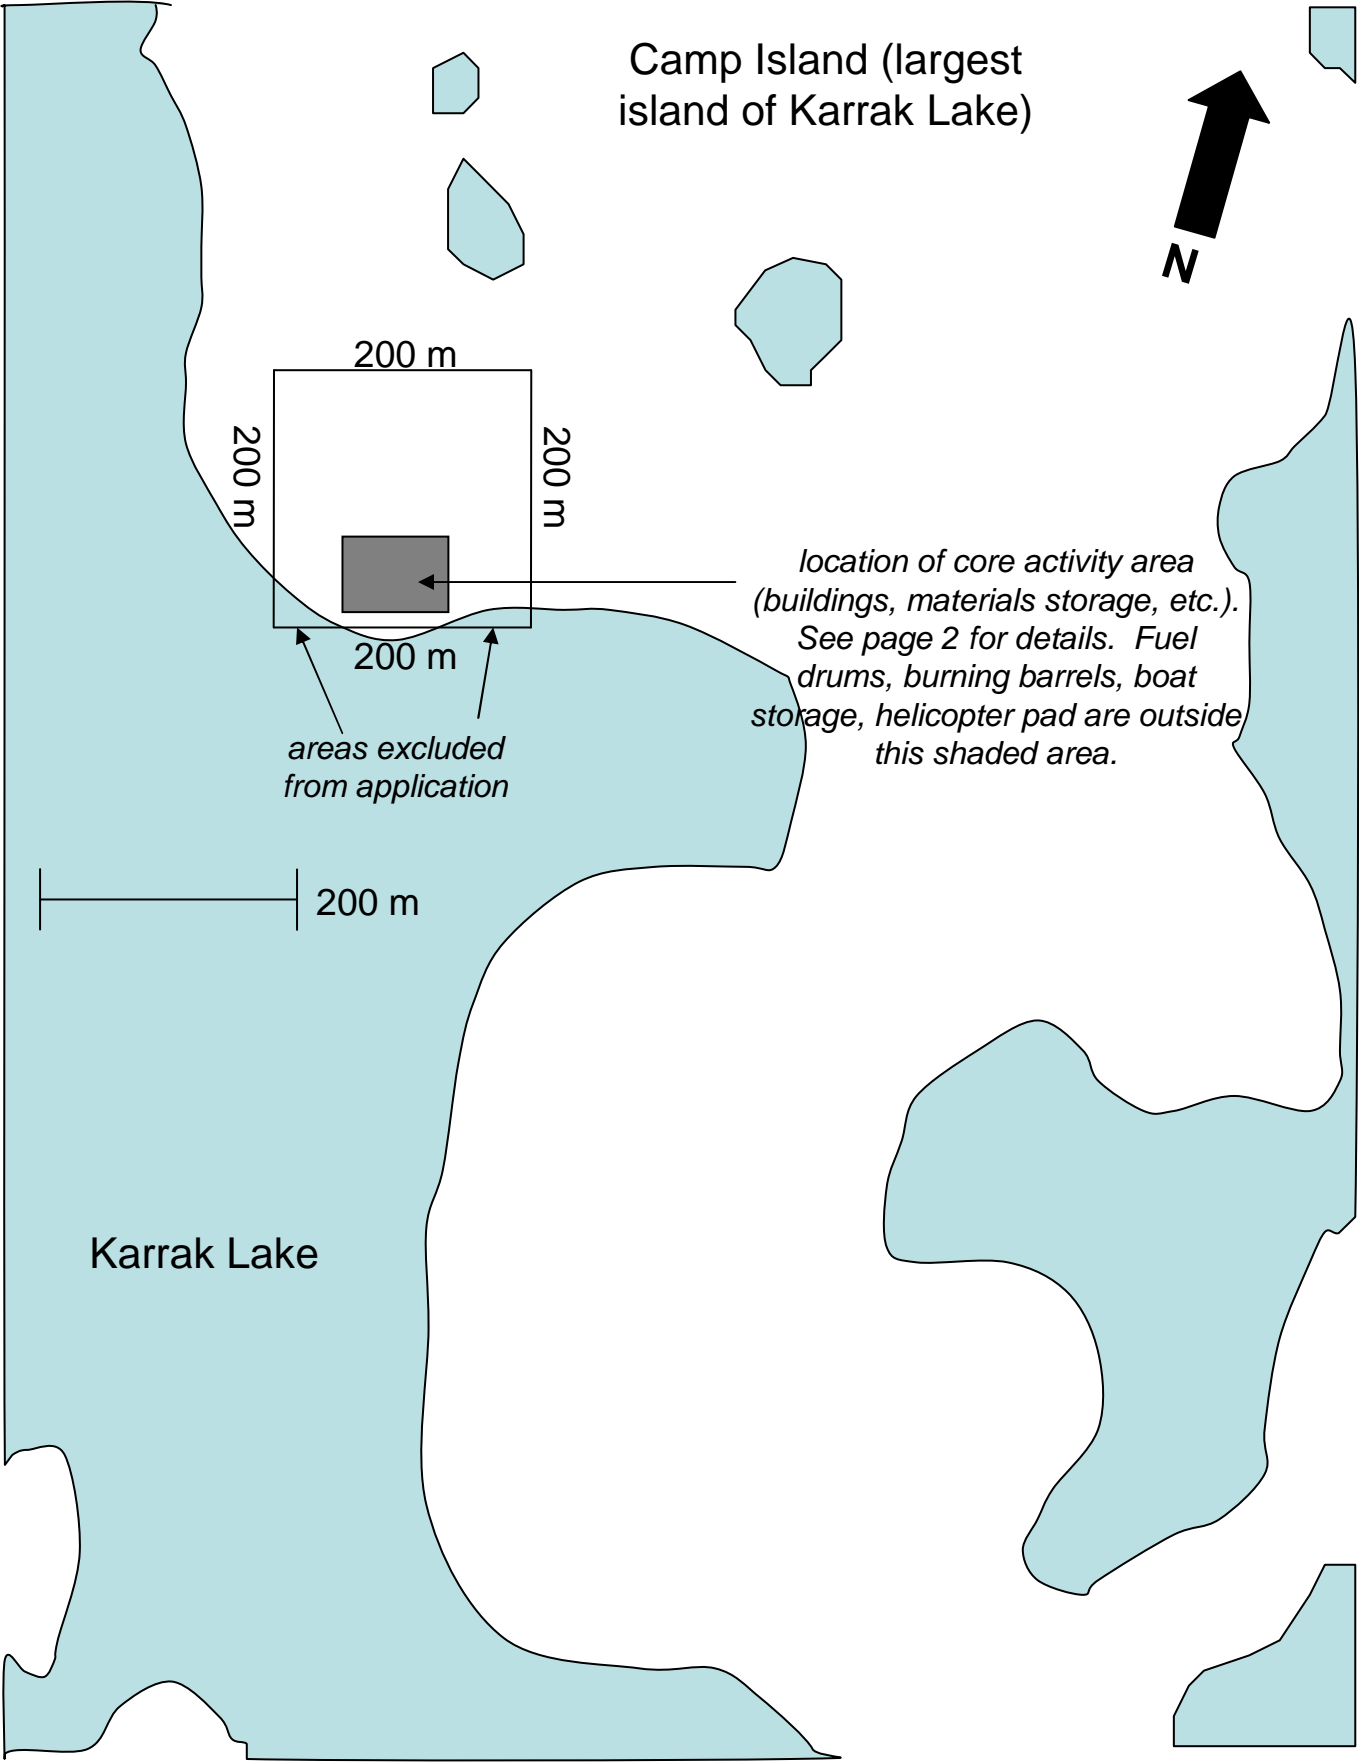 Camp Island (largest
island of Karrak Lake)
N
200 m
200 m
200 m
location of core activity area
(buildings, materials storage, etc.).
See page 2 for details. Fuel
drums, burning barrels, boat
storage, helicopter pad are outside
this shaded area.
200 m
areas excluded
from application
200 m
Karrak Lake